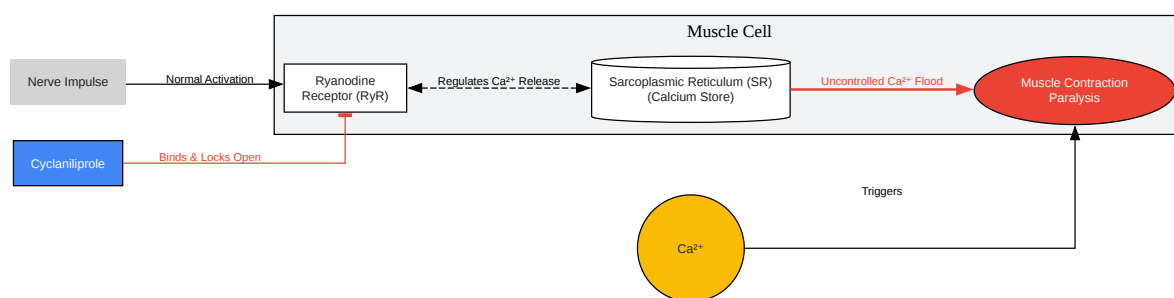 Muscle Cell
Nerve Impulse
Normal Activation
Ryanodine
Receptor (RyR)
Regulates Ca²⁺ Release
Sarcoplasmic Reticulum (SR)
(Calcium Store)
Uncontrolled Ca²⁺ Flood
Muscle Contraction
Paralysis
Cyclaniliprole
Binds & Locks Open
Triggers
Ca²⁺